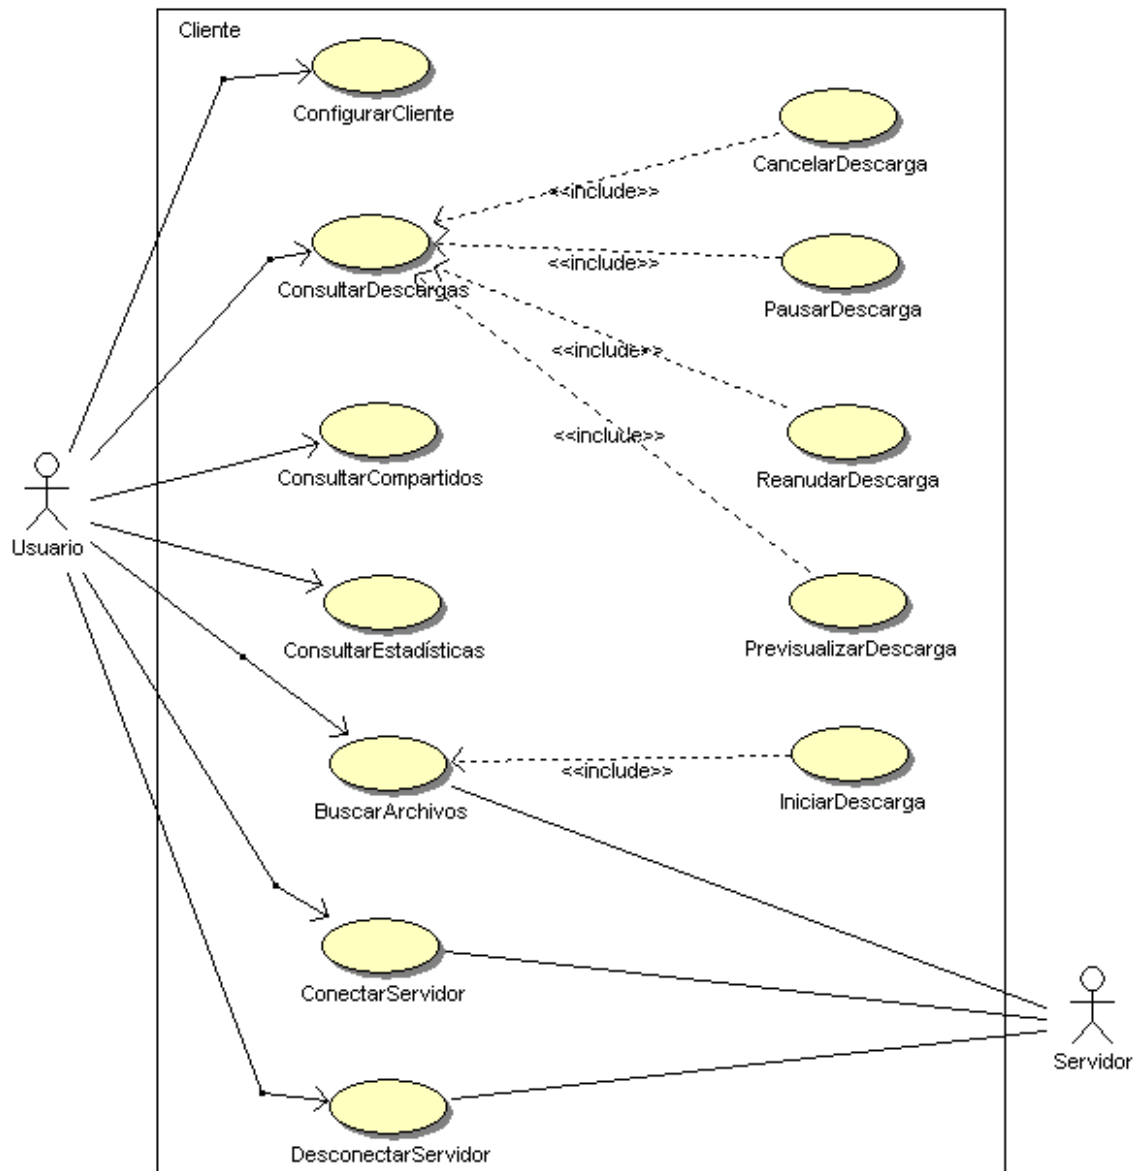 Cliente
ConfigurarCliente
CancelarDescarga
<<include>>
ConsultarDescargas
<<include>>
PausarDescarga
<<include>>
ConsultarCompartidos
<<include>>
ReanudarDescarga
Usuario
ConsultarEstadísticas
PrevisualizarDescarga
BuscarArchivos
<<include>>
IniciarDescarga
ConectarServidor
Servidor
DesconectarServidor